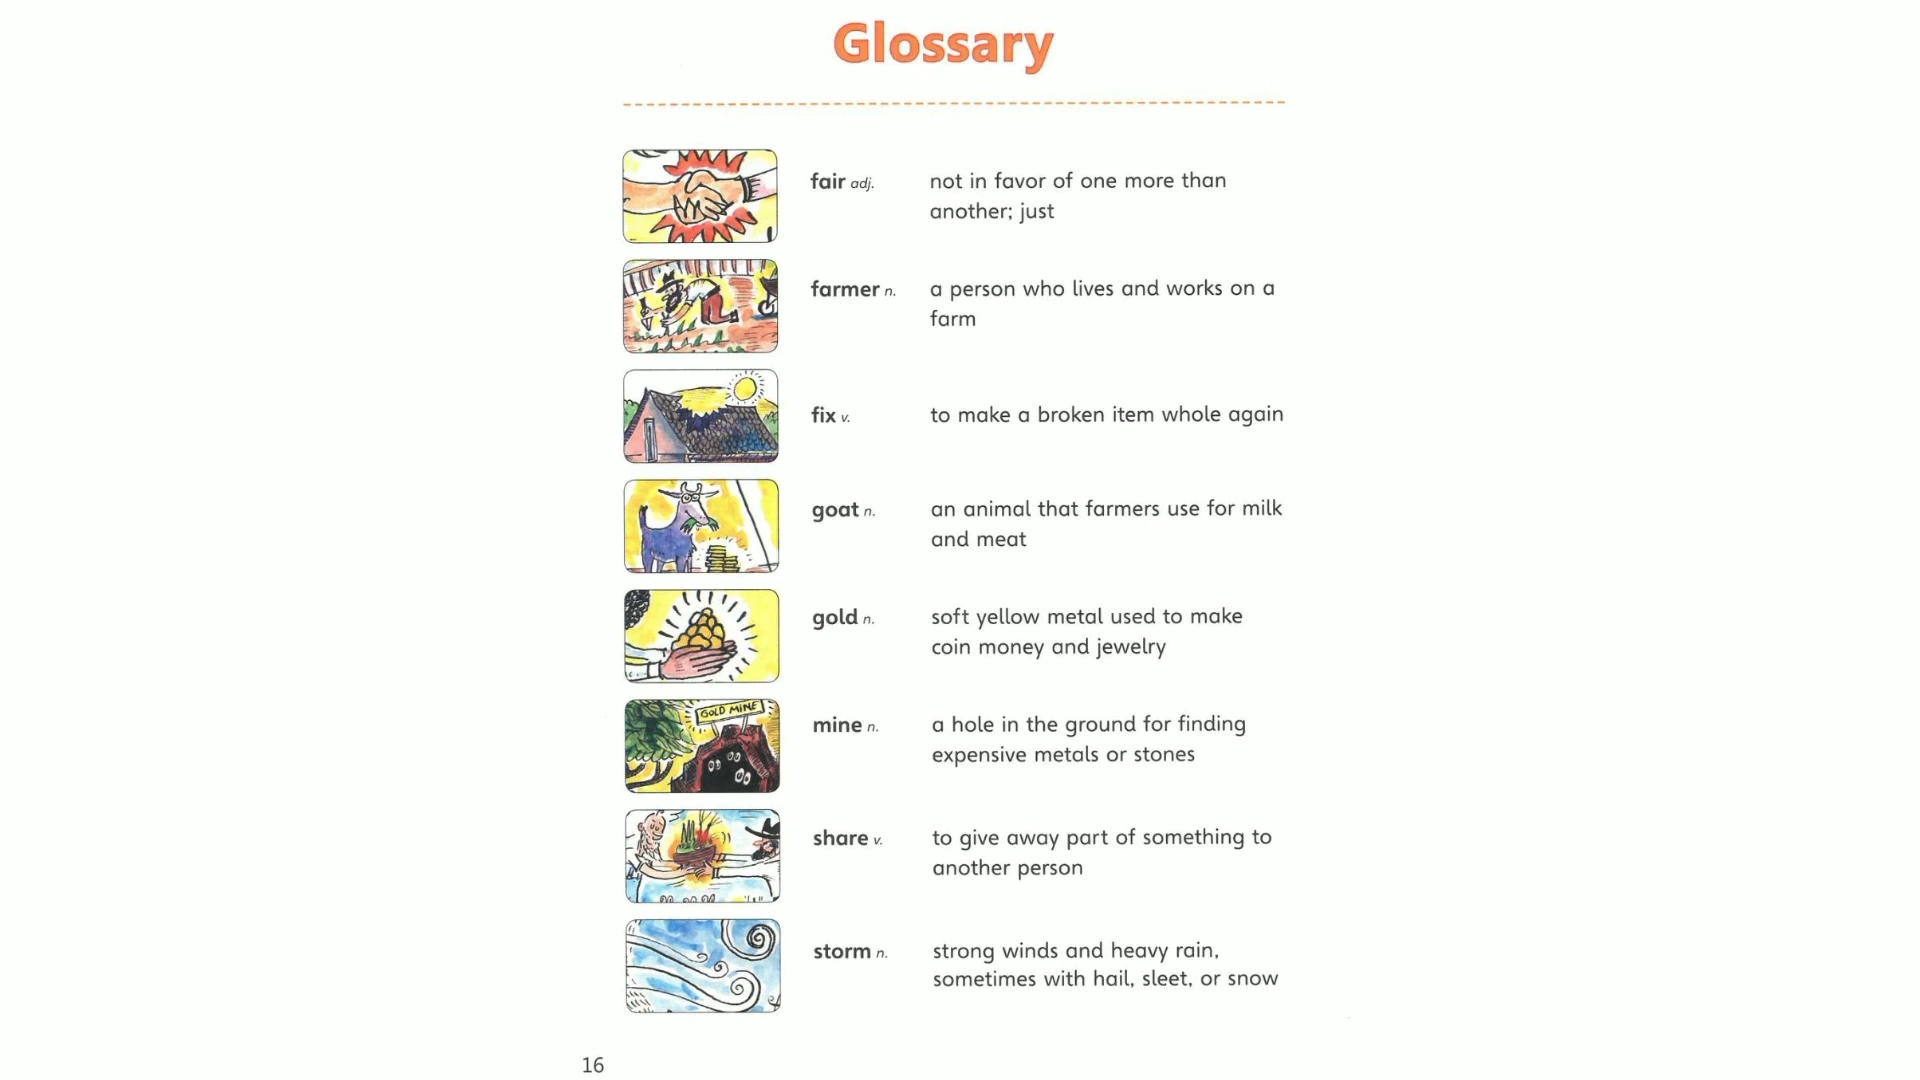 Glossary
fair adj. not in favor of one more than
another; just
farmer n. a person who lives and works on a
farm
fix v. to make a broken item whole again
goat n. an animal that farmers use for milk
and meat
gold n. soft yellow metal used to make
coin money and jewelry
GOLD MINE
mine n. a hole in the ground for finding
expensive metals or stones
share v. to give away part of something to
another person
storm n. strong winds and heavy rain,
sometimes with hail, sleet, or snow
16